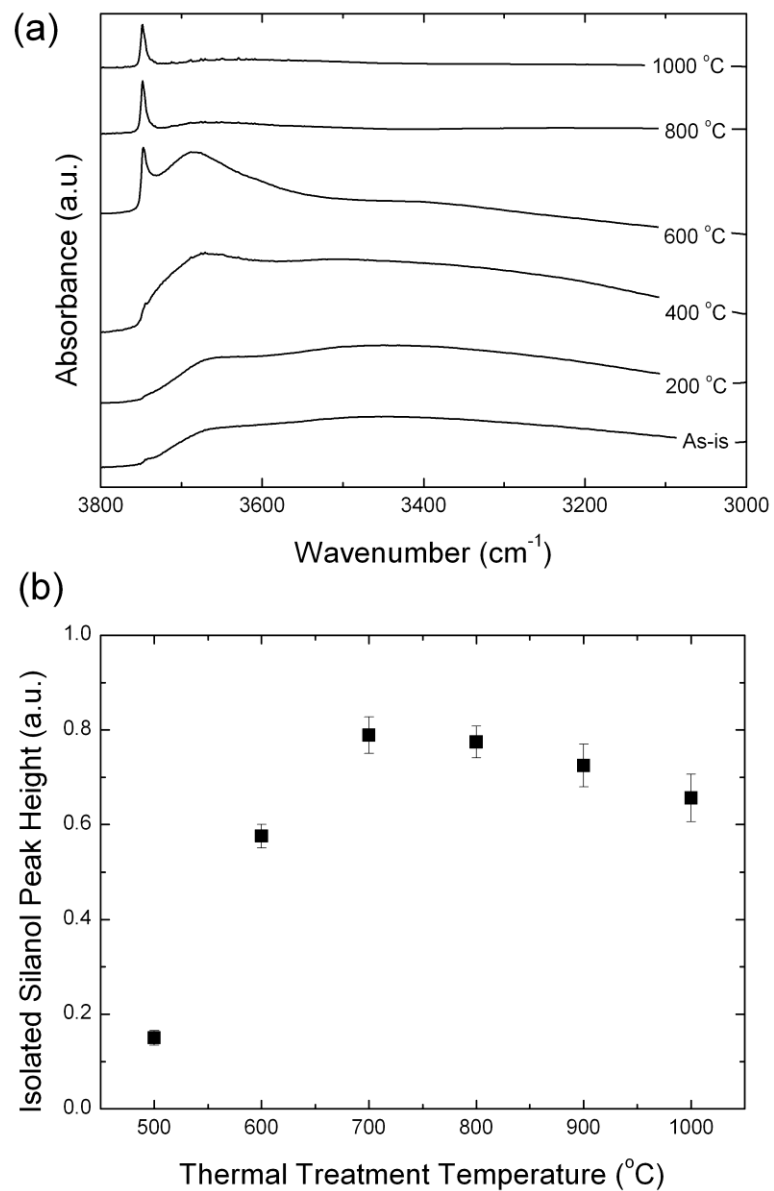 (a)
1000 °C
800 °C
600 °C
400 °C
200 °C
As-is
Absorbance (a.u.)
3800 3600 3400 3200 3000
Wavenumber (cm⁻¹)
(b)
1.0
0.8
0.6
0.4
0.2
0.0
Isolated Silanol Peak Height (a.u.)
500 600 700 800 900 1000
Thermal Treatment Temperature (°C)